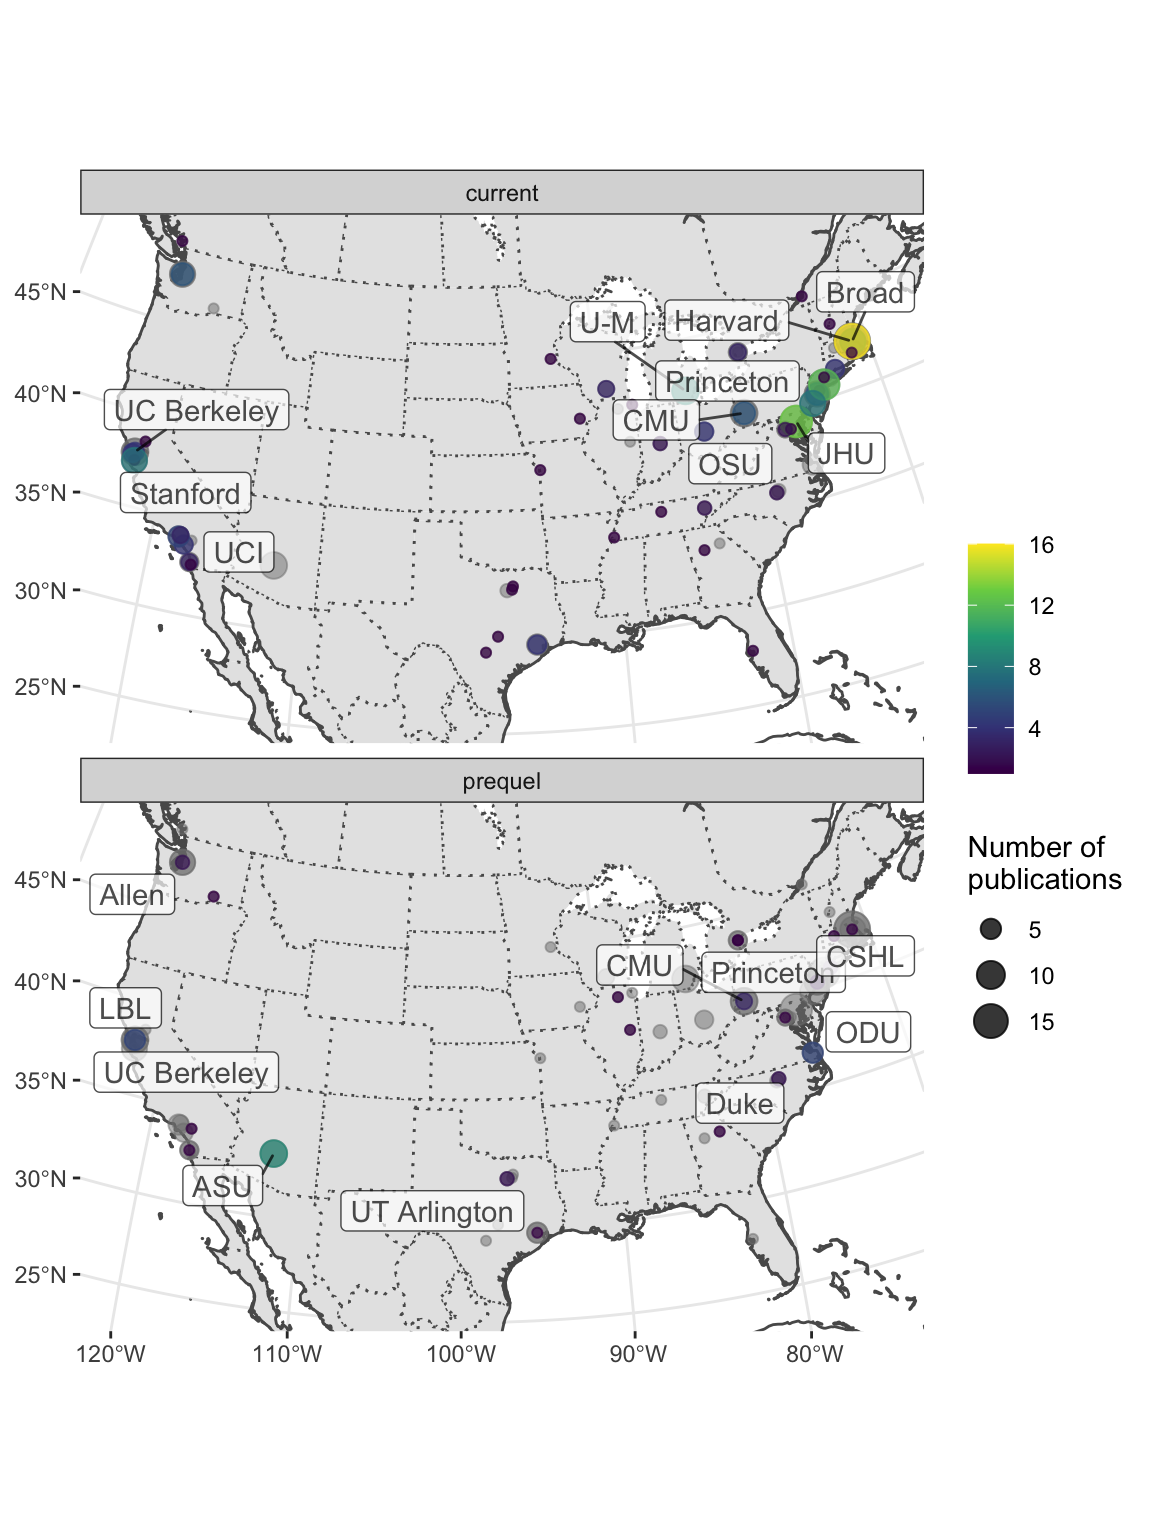 current
45°N
40°N
35°N
30°N
25°N
Broad
U-M
Harvard
Princeton
UC Berkeley
CMU
JHU
OSU
Stanford
UCI
16
12
8
4
prequel
45°N
40°N
35°N
30°N
25°N
Allen
CSHL
CMU
Princeton
LBL
ODU
UC Berkeley
Duke
ASU
UT Arlington
120°W
110°W
100°W
90°W
80°W
Number of
publications
5
10
15